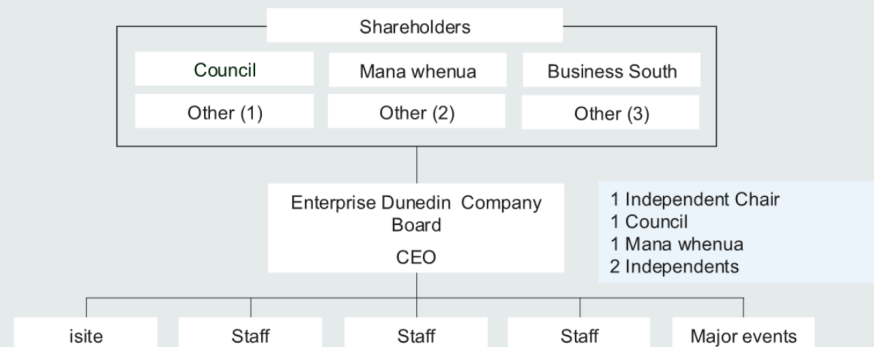 Shareholders
Council
Mana whenua
Business South
Other (1)
Other (2)
Other (3)
Enterprise Dunedin Company
Board
CEO
1 Independent Chair
1 Council
1 Mana whenua
2 Independents
isite
Staff
Staff
Staff
Major events